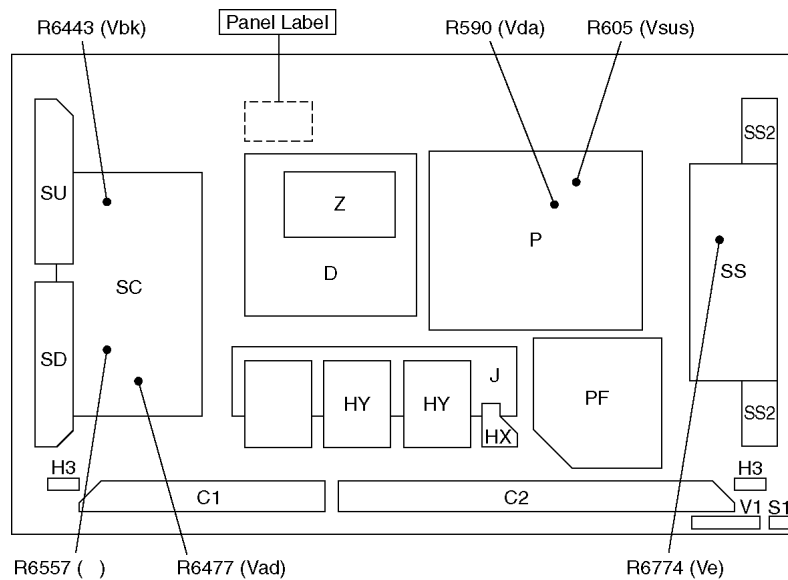 R6443 (Vbk)
Panel Label
R590 (Vda)
R605 (Vsus)
SU
SC
SD
Z
D
P
SS2
SS
SS2
J
HY
HY
HX
PF
H3
C1
C2
H3
V1
S1
R6557 ( )
R6477 (Vad)
R6774 (Ve)